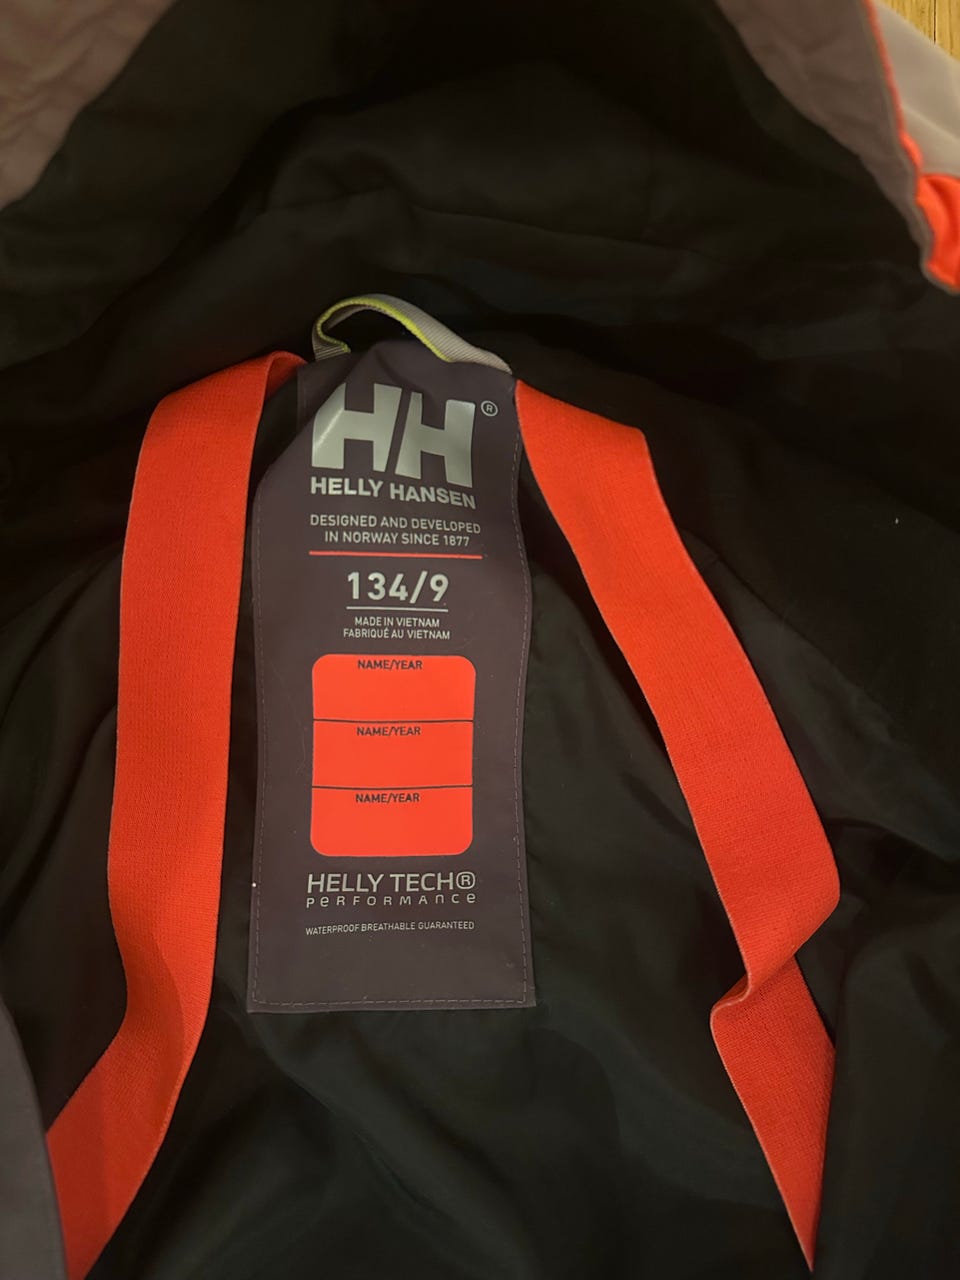 HH®
HELLY HANSEN
DESIGNED AND DEVELOPED
IN NORWAY SINCE 1877
134/9
MADE IN VIETNAM
FABRIQUÉ AU VIETNAM
NAME/YEAR
NAME/YEAR
NAME/YEAR
HELLY TECH®
PERFORMANCE
WATERPROOF BREATHABLE GUARANTEED